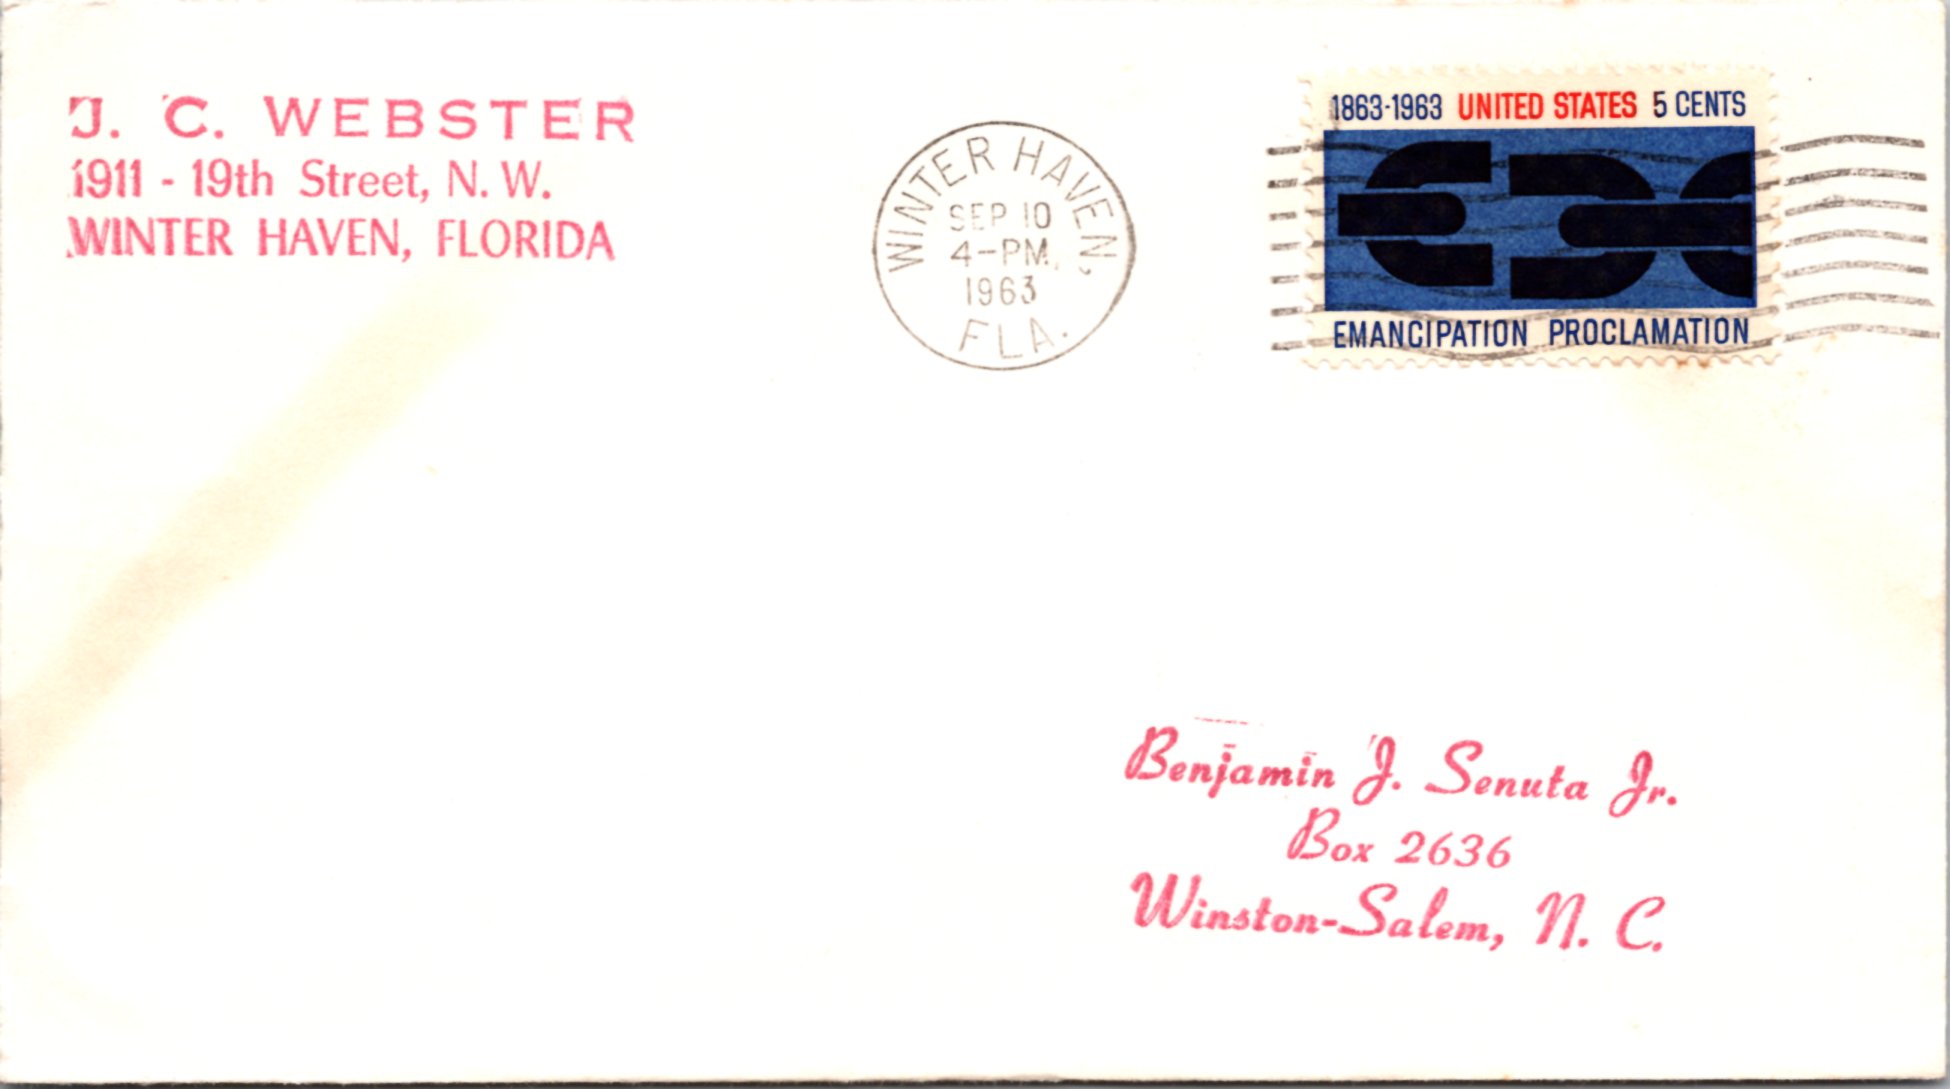 J. C. WEBSTER
1911 - 19th Street, N. W.
WINTER HAVEN, FLORIDA
WINTER HAVEN,
SEP 10
4-PM.
1963
FLA.
1863-1963 UNITED STATES 5 CENTS
EMANCIPATION PROCLAMATION
Benjamin J. Senuta Jr.
Box 2636
Winston-Salem, N. C.